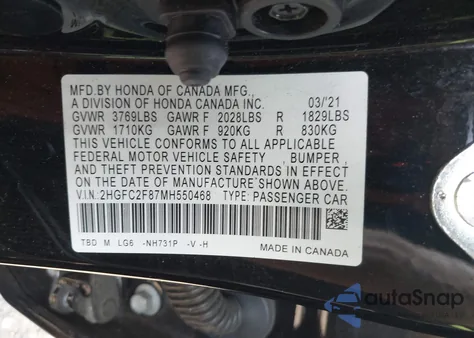 MFD.BY HONDA OF CANADA MFG.,
A DIVISION OF HONDA CANADA INC. 03/'21
GVWR 3769LBS GAWR F 2028LBS R 1829LBS
GVWR 1710KG GAWR F 920KG R 830KG
THIS VEHICLE CONFORMS TO ALL APPLICABLE
FEDERAL MOTOR VEHICLE SAFETY , BUMPER ,
AND THEFT PREVENTION STANDARDS IN EFFECT
ON THE DATE OF MANUFACTURE SHOWN ABOVE.
V.I.N.:2HGFC2F87MH550468 TYPE: PASSENGER CAR
TBD M LG6 -NH731P -V -H
MADE IN CANADA
autaSnap